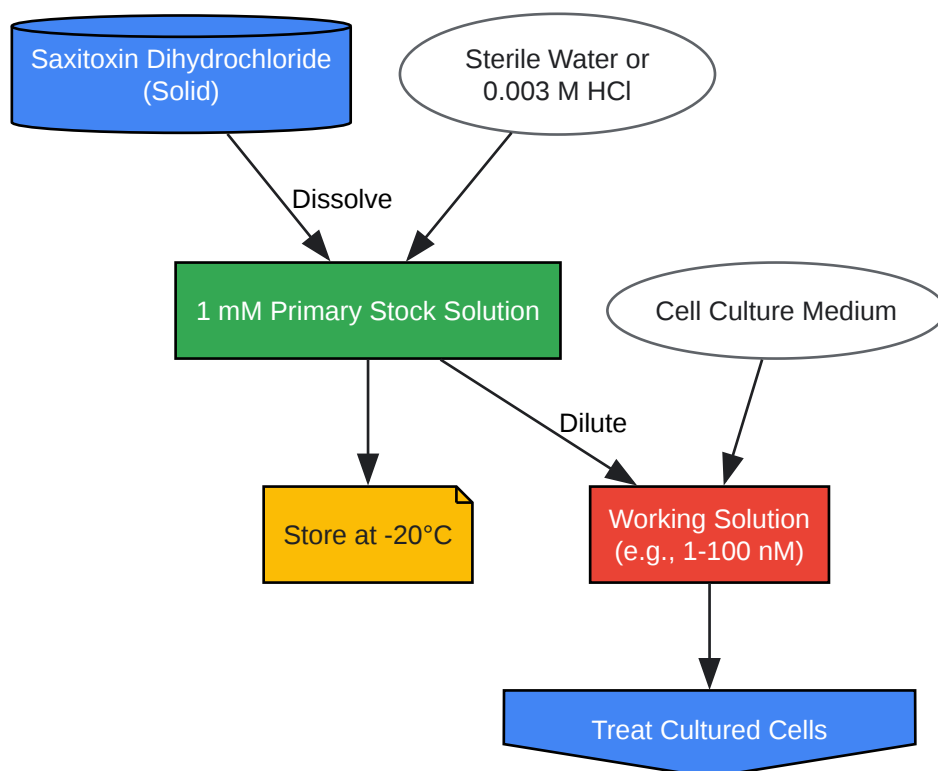 Saxitoxin Dihydrochloride
(Solid)
Sterile Water or
0.003 M HCl
Dissolve
1 mM Primary Stock Solution
Cell Culture Medium
Dilute
Store at -20°C
Working Solution
(e.g., 1-100 nM)
Treat Cultured Cells